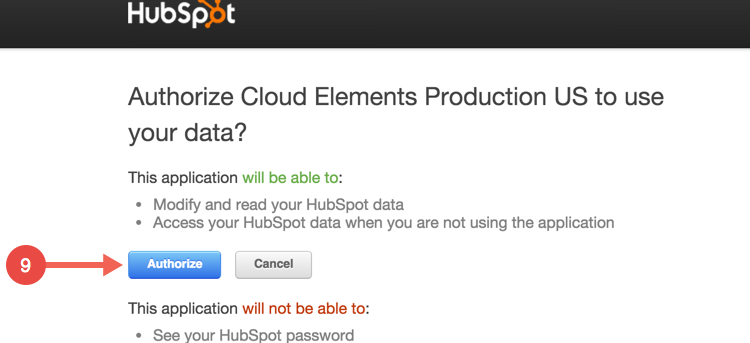 HubSpot
Authorize Cloud Elements Production US to use
your data?
This application will be able to:
• Modify and read your HubSpot data
• Access your HubSpot data when you are not using the application
9
Authorize Cancel
This application will not be able to:
• See your HubSpot password